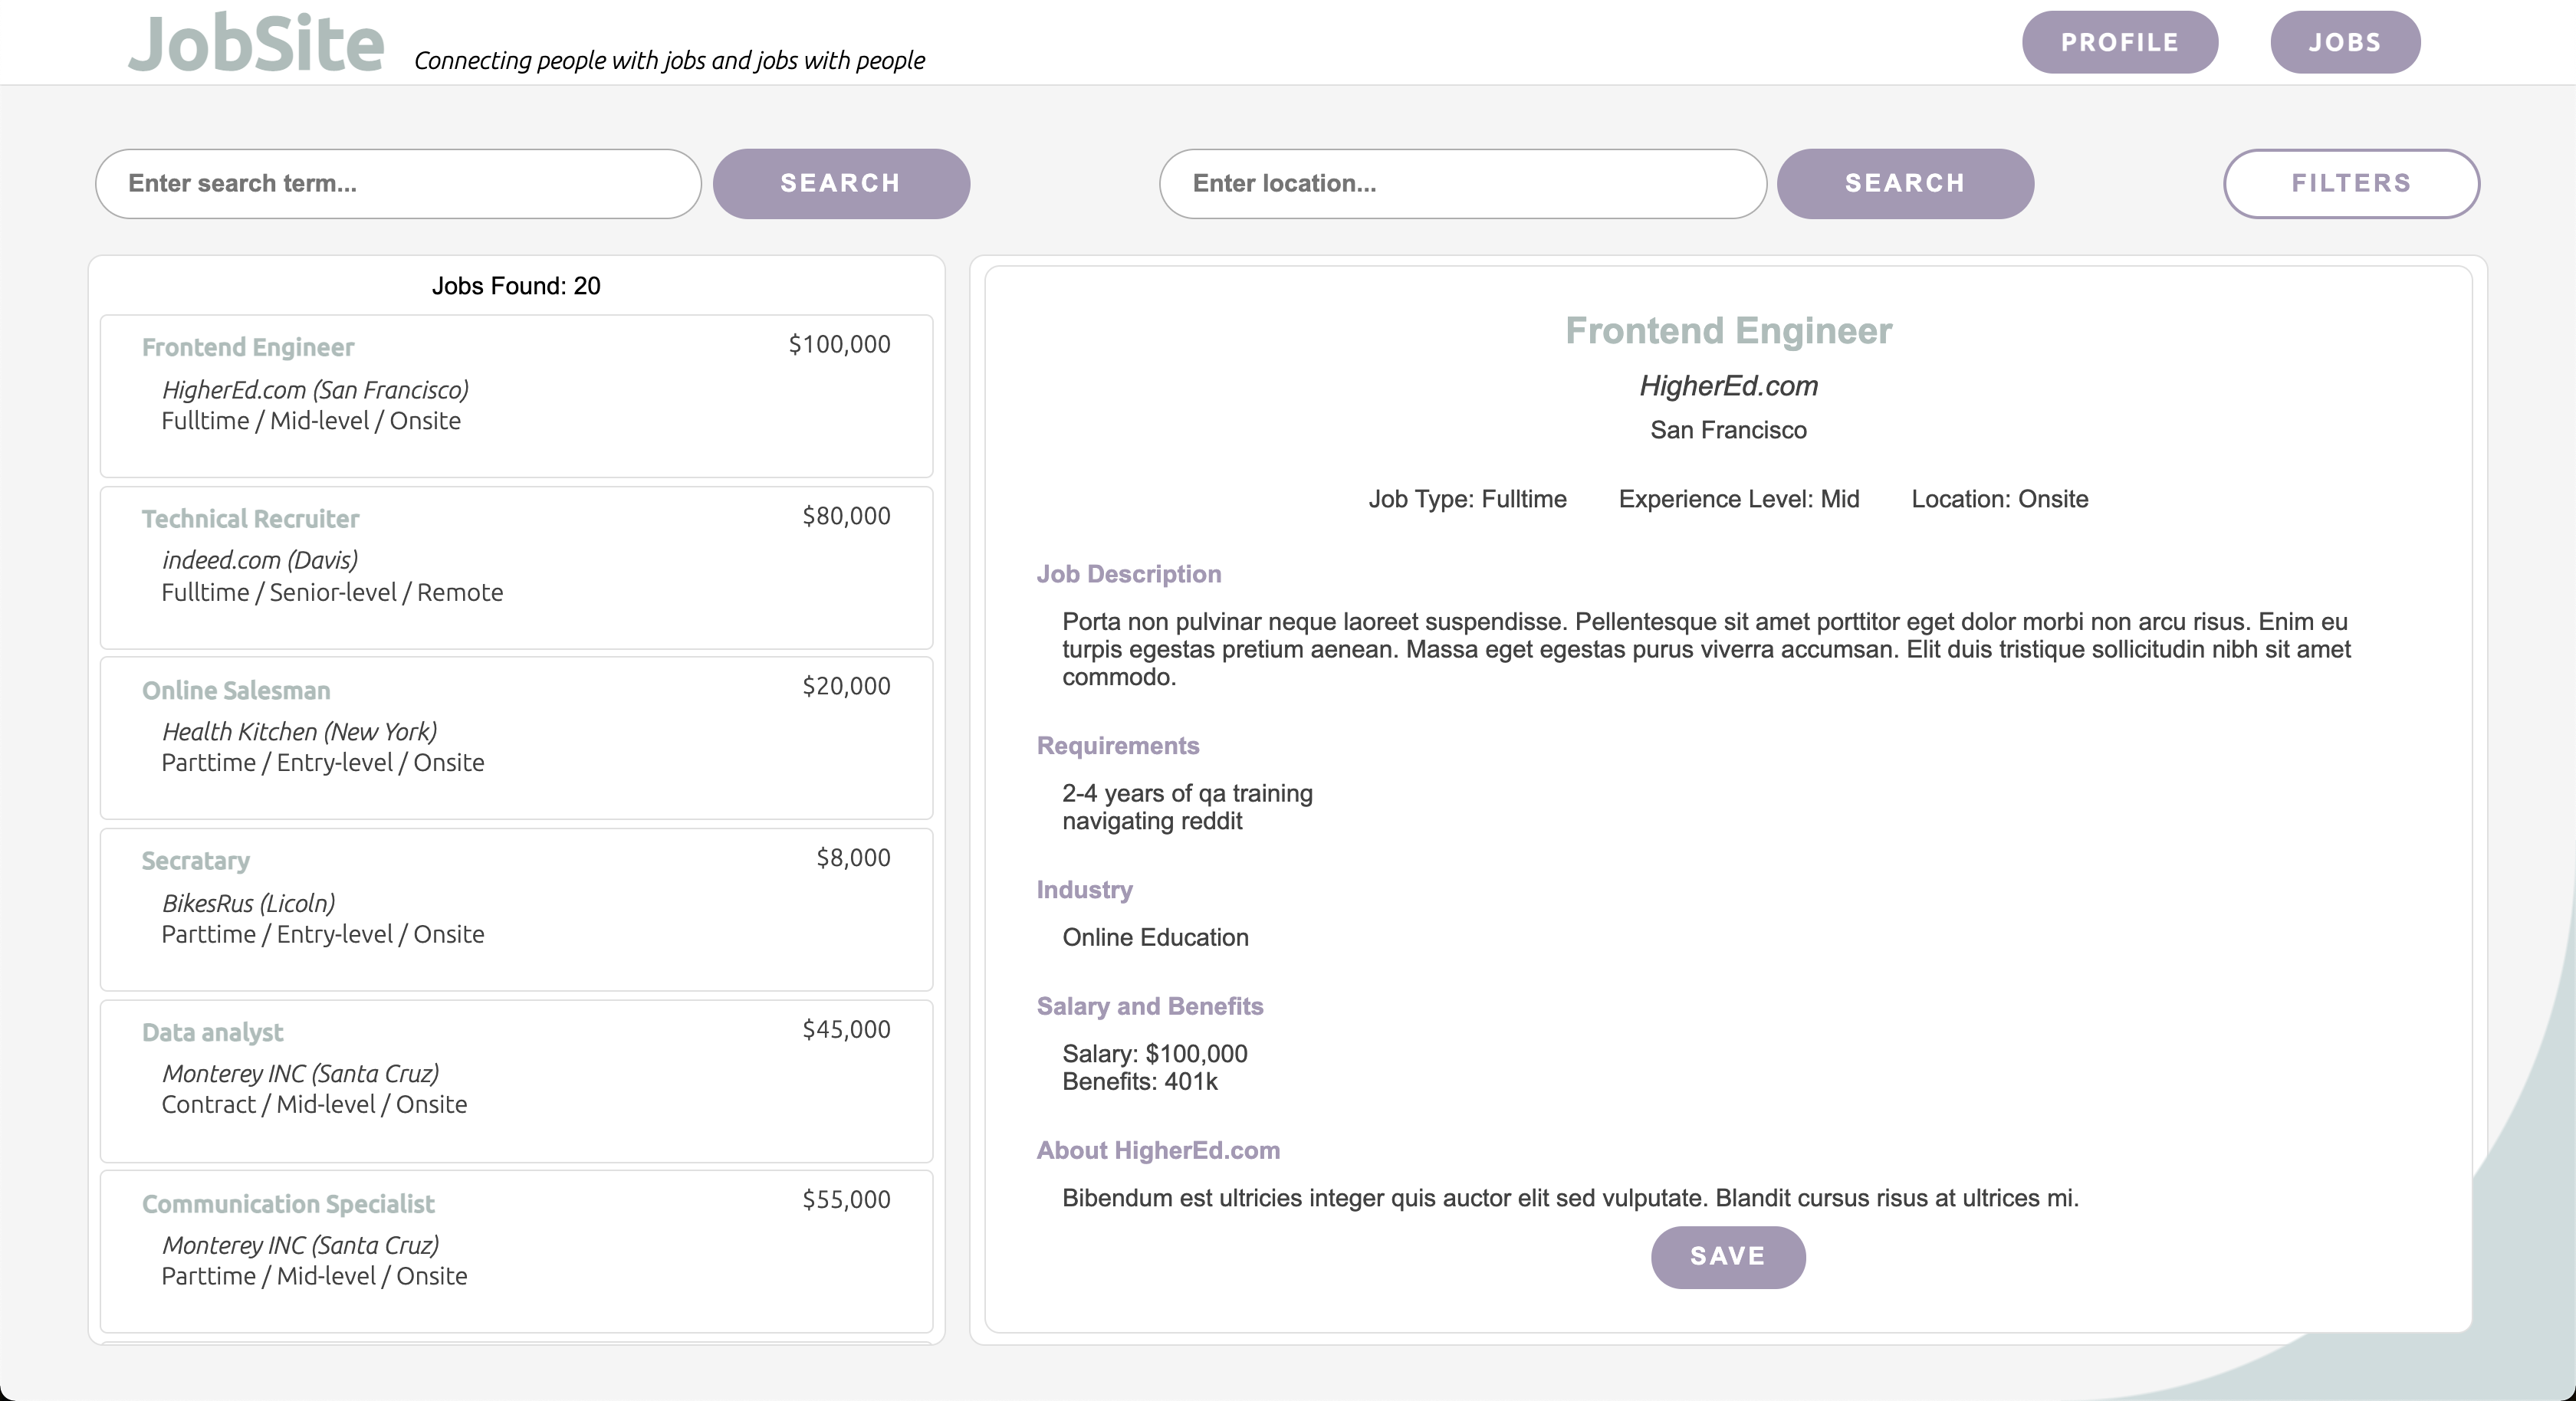 JobSite
Connecting people with jobs and jobs with people
PROFILE
JOBS
Enter search term...
SEARCH
Enter location...
SEARCH
FILTERS
Jobs Found: 20
Frontend Engineer
$100,000
HigherEd.com (San Francisco)
Fulltime / Mid-level / Onsite
Technical Recruiter
$80,000
indeed.com (Davis)
Fulltime / Senior-level / Remote
Online Salesman
$20,000
Health Kitchen (New York)
Parttime / Entry-level / Onsite
Secratary
$8,000
BikesRus (Licoln)
Parttime / Entry-level / Onsite
Data analyst
$45,000
Monterey INC (Santa Cruz)
Contract / Mid-level / Onsite
Communication Specialist
$55,000
Monterey INC (Santa Cruz)
Parttime / Mid-level / Onsite
Frontend Engineer
HigherEd.com
San Francisco
Job Type: Fulltime
Experience Level: Mid
Location: Onsite
Job Description
Porta non pulvinar neque laoreet suspendisse. Pellentesque sit amet porttitor eget dolor morbi non arcu risus. Enim eu
turpis egestas pretium aenean. Massa eget egestas purus viverra accumsan. Elit duis tristique sollicitudin nibh sit amet
commodo.
Requirements
2-4 years of qa training
navigating reddit
Industry
Online Education
Salary and Benefits
Salary: $100,000
Benefits: 401k
About HigherEd.com
Bibendum est ultricies integer quis auctor elit sed vulputate. Blandit cursus risus at ultrices mi.
SAVE